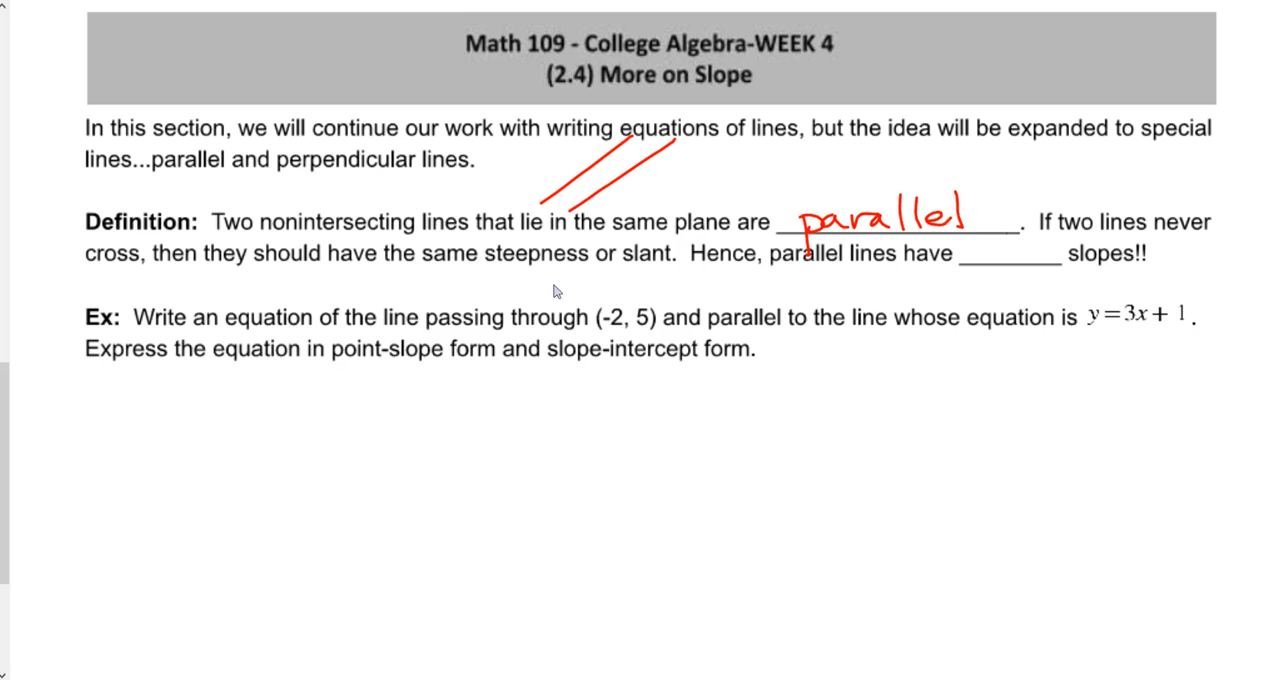 Math 109 - College Algebra-WEEK 4
(2.4) More on Slope
In this section, we will continue our work with writing equations of lines, but the idea will be expanded to special
lines...parallel and perpendicular lines.
Definition: Two nonintersecting lines that lie in the same plane are parallel. If two lines never
cross, then they should have the same steepness or slant. Hence, parallel lines have ________ slopes!!
Ex: Write an equation of the line passing through (-2, 5) and parallel to the line whose equation is y=3x+ 1.
Express the equation in point-slope form and slope-intercept form.